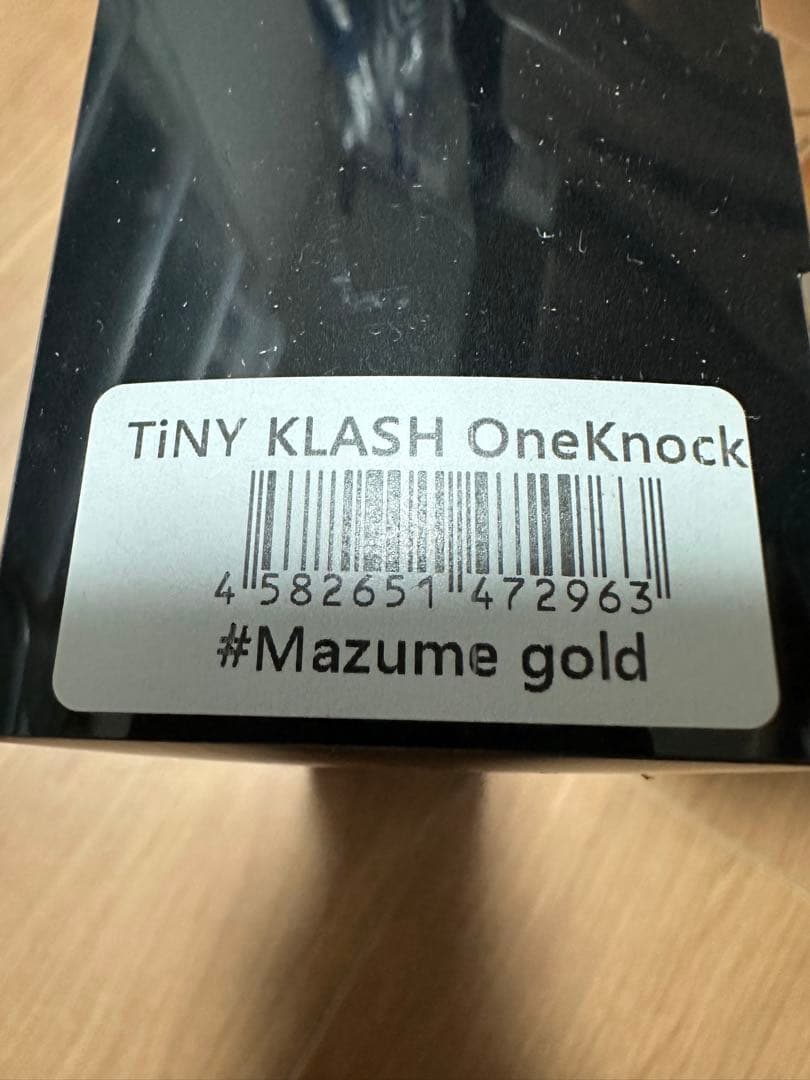 TiNY KLASH OneKnock
4 582651 472963
#Mazume gold